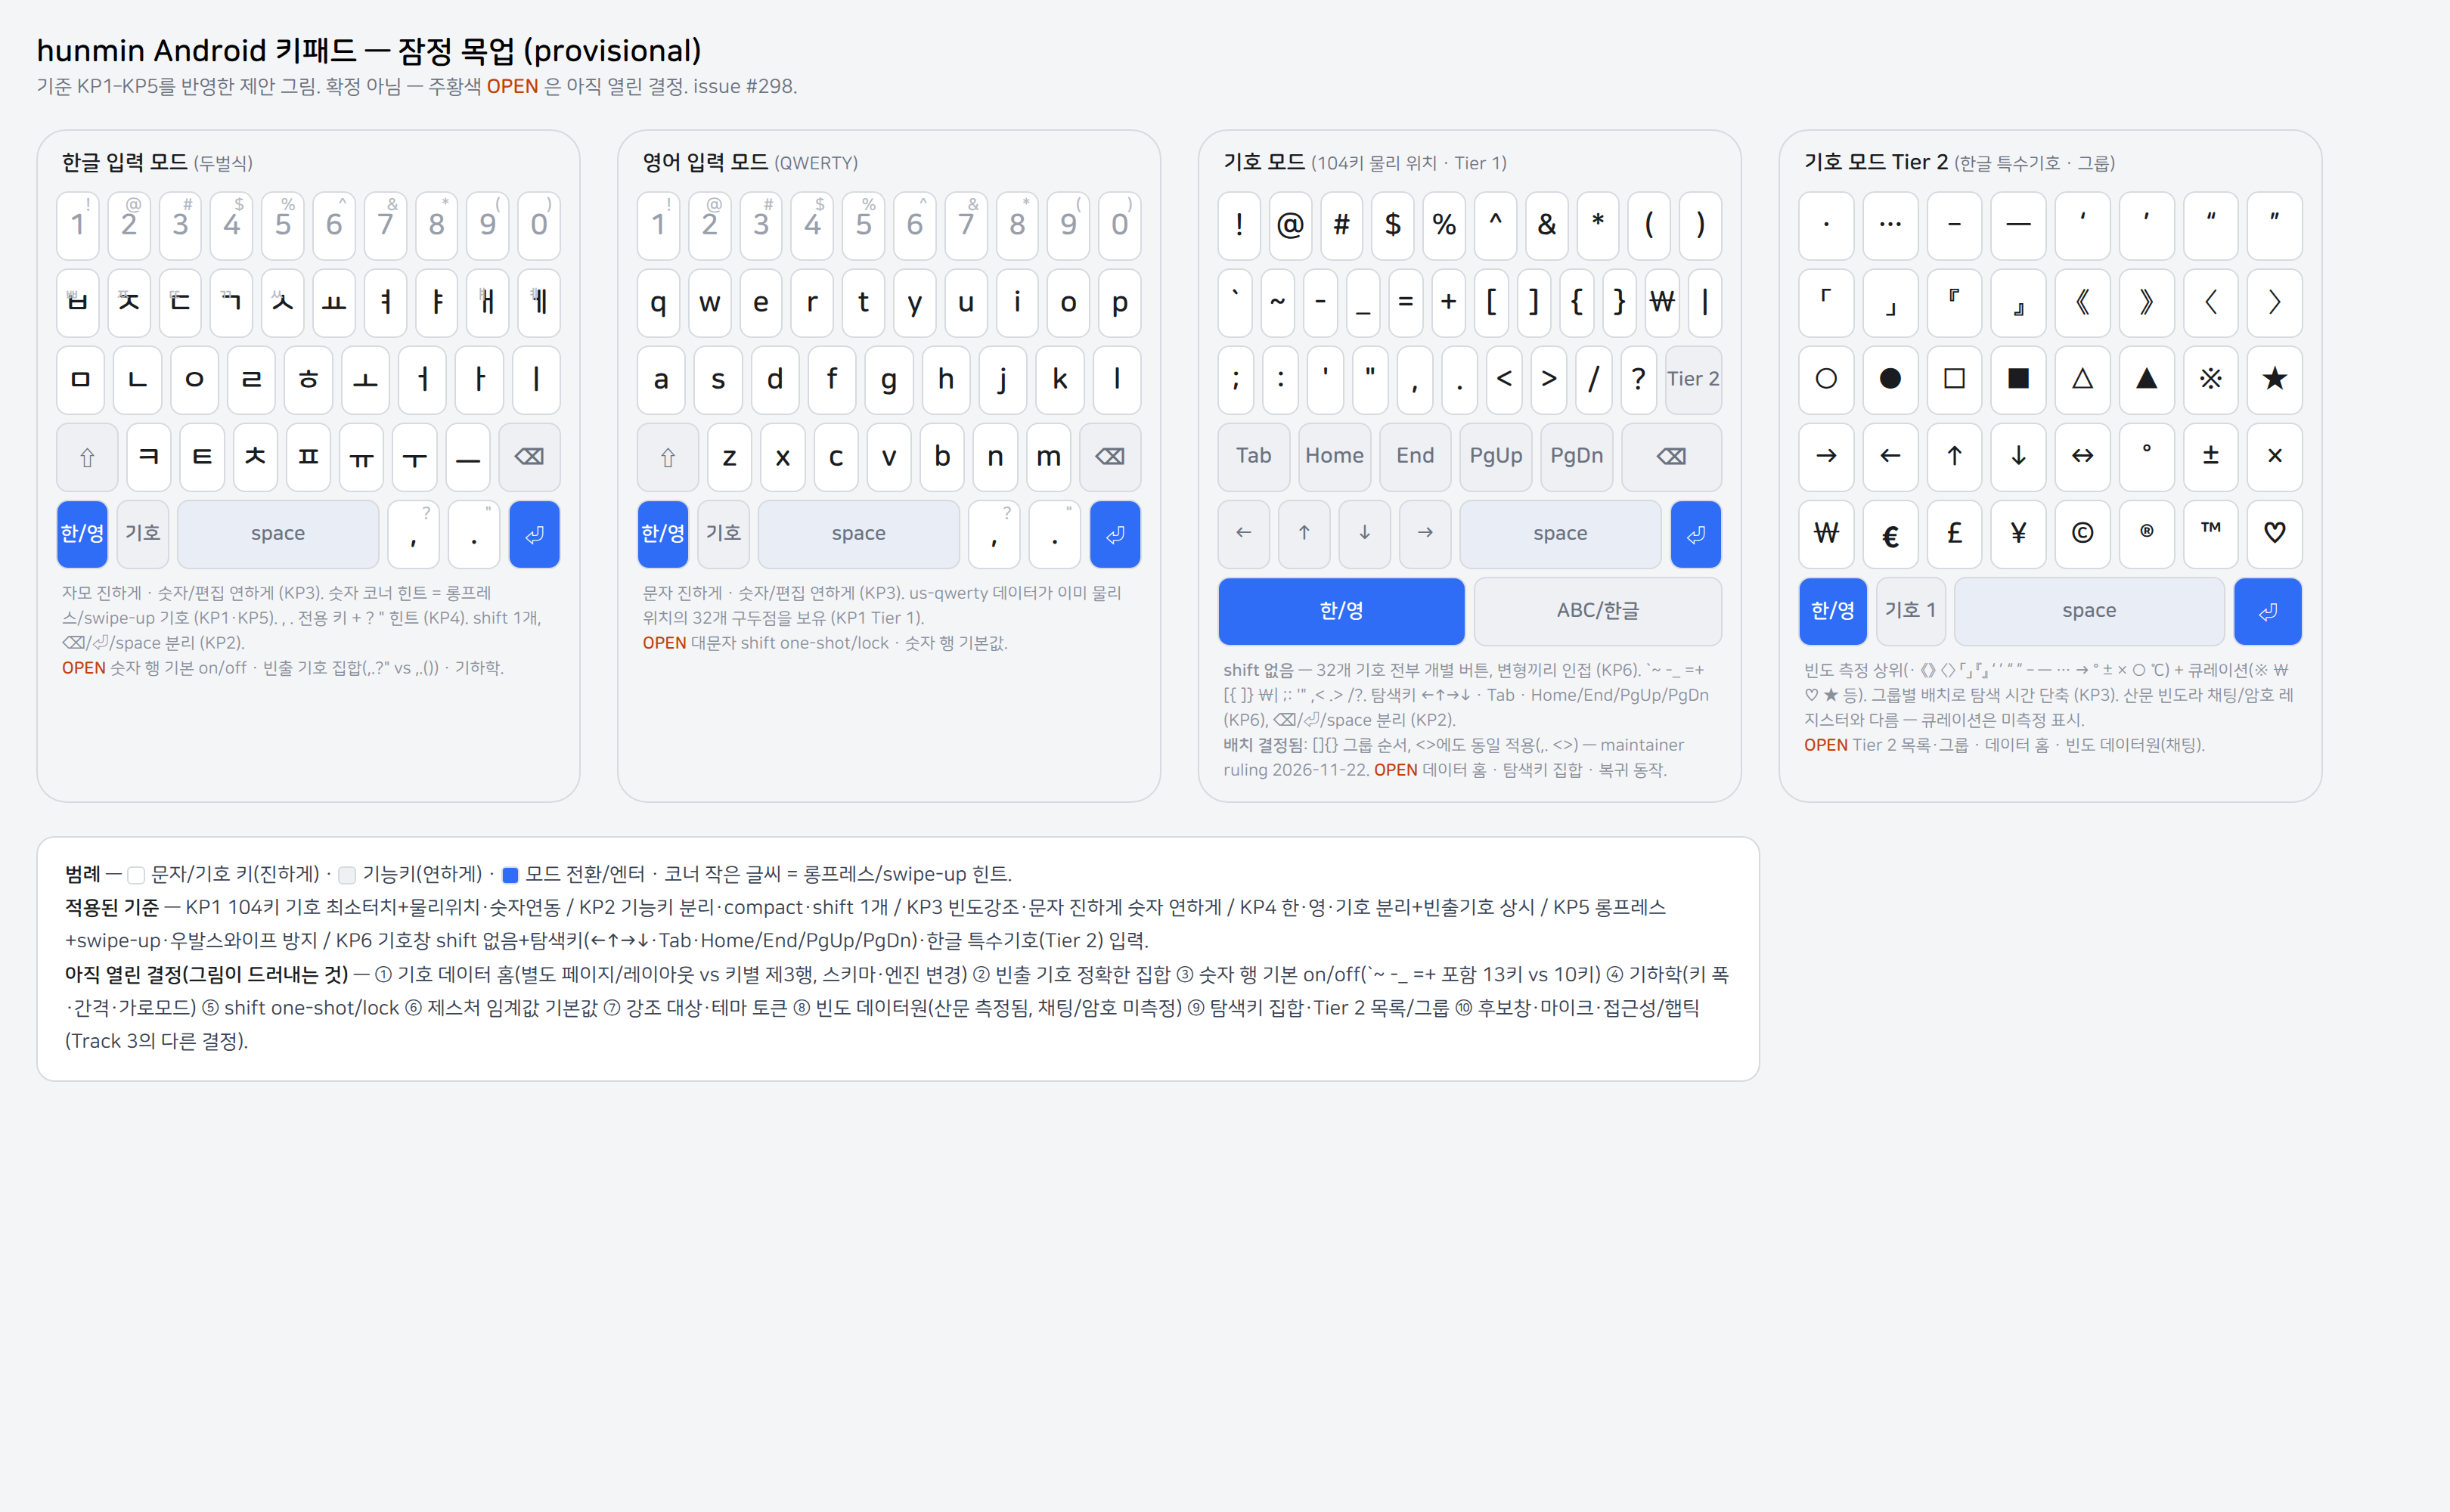 hunmin Android 키패드 — 잠정 목업 (provisional)
기준 KP1–KP5를 반영한 제안 그림. 확정 아님 — 주황색 OPEN 은 아직 열린 결정. issue #298.
한글 입력 모드 (두벌식)
! @ # $ % ^ & * ( )
1 2 3 4 5 6 7 8 9 0
ㅃ ㅉ ㄸ ㄲ ㅆ ㅒ ㅖ
ㅂ ㅈ ㄷ ㄱ ㅅ ㅛ ㅕ ㅑ ㅐ ㅔ
ㅁ ㄴ ㅇ ㄹ ㅎ ㅗ ㅓ ㅏ ㅣ
⇧ ㅋ ㅌ ㅊ ㅍ ㅠ ㅜ ㅡ ⌫
? "
한/영 기호 space , . ⏎
자모 진하게 · 숫자/편집 연하게 (KP3). 숫자 코너 힌트 = 롱프레
스/swipe-up 기호 (KP1·KP5). , . 전용 키 + ? " 힌트 (KP4). shift 1개,
⌫/⏎/space 분리 (KP2).
OPEN 숫자 행 기본 on/off · 빈출 기호 집합(,.?" vs ,.()) · 기하학.
영어 입력 모드 (QWERTY)
! @ # $ % ^ & * ( )
1 2 3 4 5 6 7 8 9 0
q w e r t y u i o p
a s d f g h j k l
⇧ z x c v b n m ⌫
? "
한/영 기호 space , . ⏎
문자 진하게 · 숫자/편집 연하게 (KP3). us-qwerty 데이터가 이미 물리
위치의 32개 구두점을 보유 (KP1 Tier 1).
OPEN 대문자 shift one-shot/lock · 숫자 행 기본값.
기호 모드 (104키 물리 위치 · Tier 1)
! @ # $ % ^ & * ( )
` ~ - _ = + [ ] { } ₩ |
; : ' " , . < > / ? Tier 2
Tab Home End PgUp PgDn ⌫
← ↑ ↓ → space ⏎
한/영 ABC/한글
shift 없음 — 32개 기호 전부 개별 버튼, 변형끼리 인접 (KP6). `~ -_ =+
[{ ]} ₩| ;: '" ,< .> /?. 탐색키 ←↑→↓ · Tab · Home/End/PgUp/PgDn
(KP6), ⌫/⏎/space 분리 (KP2).
배치 결정됨: []{} 그룹 순서, <>에도 동일 적용(,. <>) — maintainer
ruling 2026-11-22. OPEN 데이터 홈 · 탐색키 집합 · 복귀 동작.
기호 모드 Tier 2 (한글 특수기호 · 그룹)
· … – — ‘ ’ “ ”
「 」 『 』 《 》 〈 〉
○ ● □ ■ △ ▲ ※ ★
→ ← ↑ ↓ ↔ ° ± ×
₩ € £ ¥ © ® ™ ♡
한/영 기호 1 space ⏎
빈도 측정 상위(· 《》 〈〉 「」『』 ‘ ’ “ ” – — … → ° ± × ○ ℃) + 큐레이션(※ ₩
♡ ★ 등). 그룹별 배치로 탐색 시간 단축 (KP3). 산문 빈도라 채팅/암호 레
지스터와 다름 — 큐레이션은 미측정 표시.
OPEN Tier 2 목록·그룹 · 데이터 홈 · 빈도 데이터원(채팅).
범례 — 문자/기호 키(진하게) · 기능키(연하게) · 모드 전환/엔터 · 코너 작은 글씨 = 롱프레스/swipe-up 힌트.
적용된 기준 — KP1 104키 기호 최소터치+물리위치·숫자연동 / KP2 기능키 분리·compact·shift 1개 / KP3 빈도강조·문자 진하게 숫자 연하게 / KP4 한·영·기호 분리+빈출기호 상시 / KP5 롱프레스
+swipe-up·우발스와이프 방지 / KP6 기호창 shift 없음+탐색키(←↑→↓·Tab·Home/End/PgUp/PgDn)·한글 특수기호(Tier 2) 입력.
아직 열린 결정(그림이 드러내는 것) — ① 기호 데이터 홈(별도 페이지/레이아웃 vs 키별 제3행, 스키마·엔진 변경) ② 빈출 기호 정확한 집합 ③ 숫자 행 기본 on/off(`~ -_ =+ 포함 13키 vs 10키) ④ 기하학(키 폭
·간격·가로모드) ⑤ shift one-shot/lock ⑥ 제스처 임계값 기본값 ⑦ 강조 대상·테마 토큰 ⑧ 빈도 데이터원(산문 측정됨, 채팅/암호 미측정) ⑨ 탐색키 집합·Tier 2 목록/그룹 ⑩ 후보창·마이크·접근성/햅틱
(Track 3의 다른 결정).